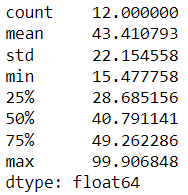 count    12.000000
mean     43.410793
std      22.154558
min      15.477758
25%      28.685156
50%      40.791141
75%      49.262286
max      99.906848
dtype: float64